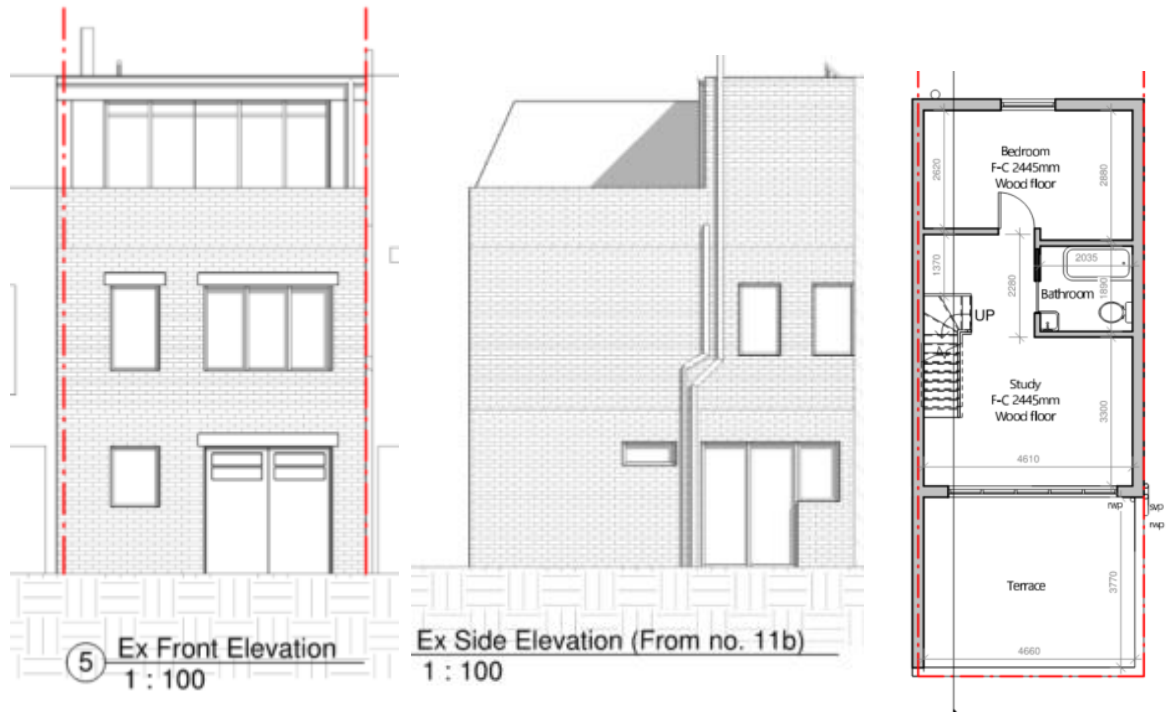 5 Ex Front Elevation
1 : 100
Ex Side Elevation (From no. 11b)
1 : 100
Bedroom
F-C 2445mm
Wood floor
2620
2880
1370
2280
2035
1890
Bathroom
UP
Study
F-C 2445mm
Wood floor
3300
4610
rwp
svp
rwp
Terrace
3770
4660